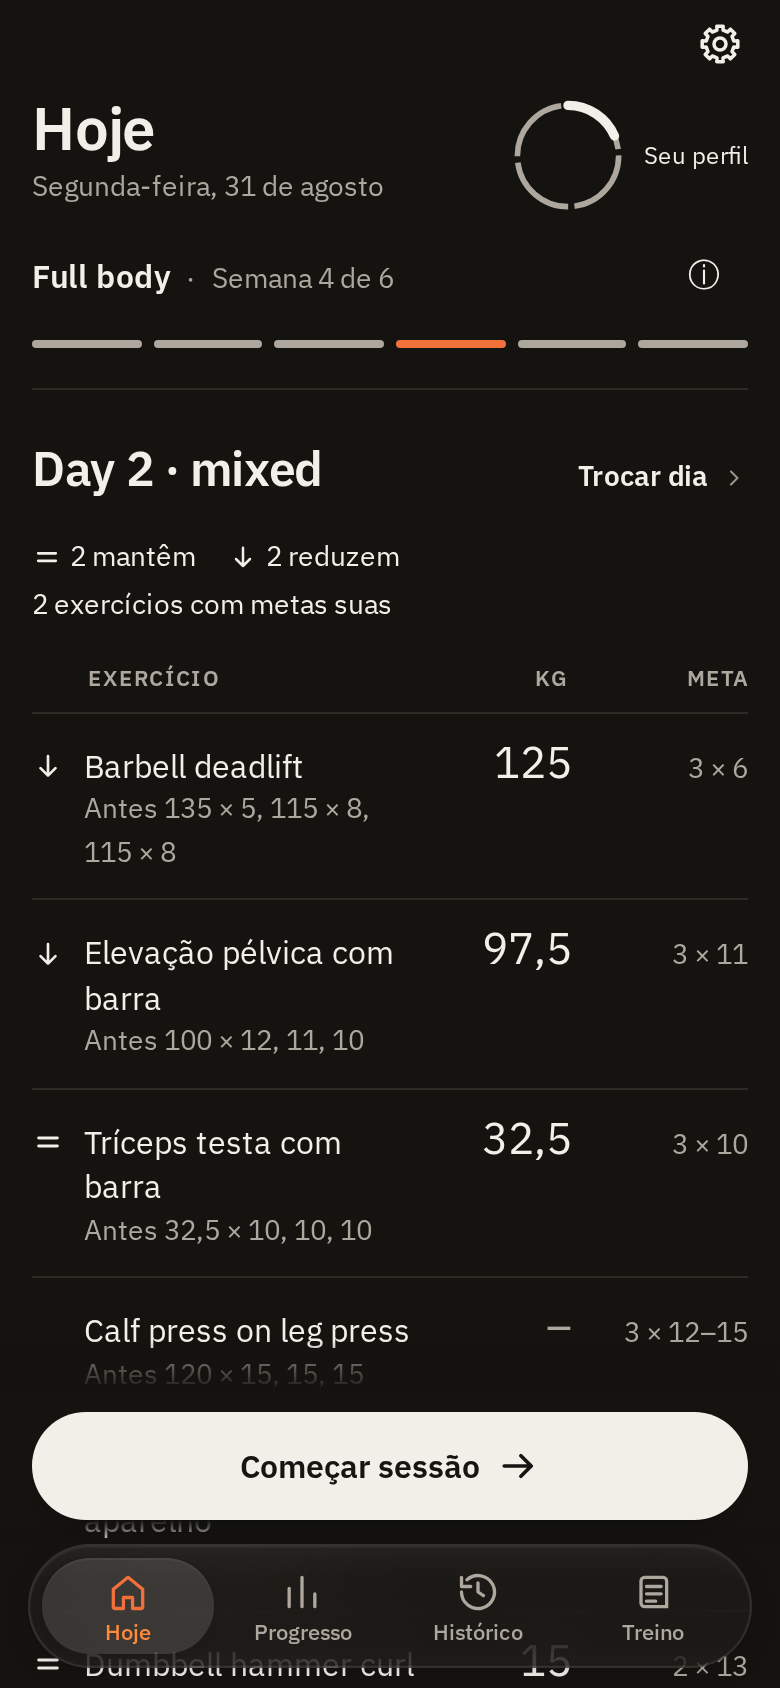 Hoje
Segunda-feira, 31 de agosto
Seu perfil
Full body · Semana 4 de 6
Day 2 · mixed
Trocar dia
= 2 mantêm ↓ 2 reduzem
2 exercícios com metas suas
EXERCÍCIO KG META
↓ Barbell deadlift 125 3 × 6
Antes 135 × 5, 115 × 8,
115 × 8
↓ Elevação pélvica com 97,5 3 × 11
barra
Antes 100 × 12, 11, 10
= Tríceps testa com 32,5 3 × 10
barra
Antes 32,5 × 10, 10, 10
Calf press on leg press – 3 × 12–15
Antes 120 × 15, 15, 15
Começar sessão →
aparelho
Hoje Progresso Histórico Treino
= Dumbbell hammer curl 15 2 × 13